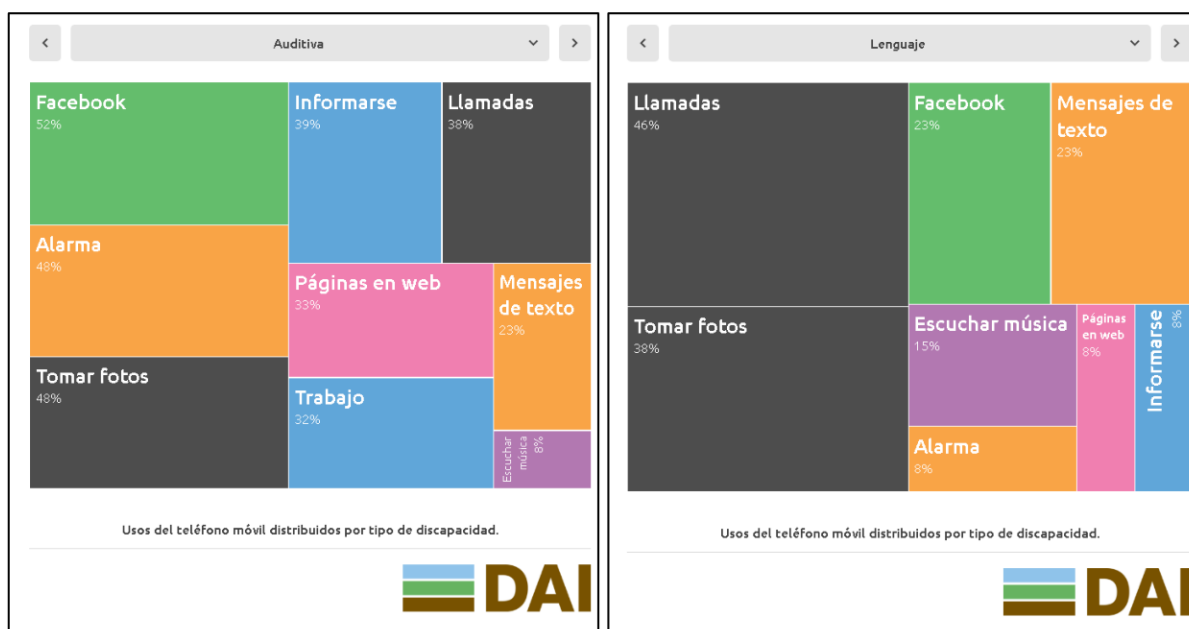 Auditiva
Facebook
52%
Informarse
39%
Llamadas
38%
Alarma
48%
Páginas en web
33%
Mensajes
de texto
23%
Tomar fotos
48%
Trabajo
32%
Escuchar
música
8%
Usos del teléfono móvil distribuidos por tipo de discapacidad.
DAI
Lenguaje
Llamadas
46%
Facebook
23%
Mensajes de
texto
23%
Tomar fotos
38%
Escuchar música
15%
Páginas
en web
8%
Informarse
8%
Alarma
8%
Usos del teléfono móvil distribuidos por tipo de discapacidad.
DAI